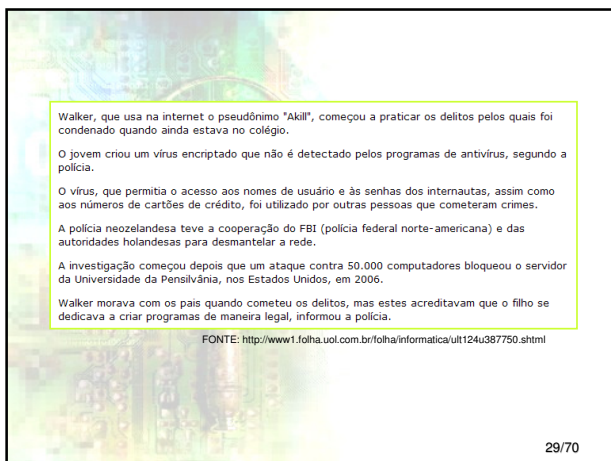 Walker, que usa na internet o pseudônimo "Akill", começou a praticar os delitos pelos quais foi
condenado quando ainda estava no colégio.
O jovem criou um vírus encriptado que não é detectado pelos programas de antivírus, segundo a
polícia.
O vírus, que permitia o acesso aos nomes de usuário e às senhas dos internautas, assim como
aos números de cartões de crédito, foi utilizado por outras pessoas que cometeram crimes.
A polícia neozelandesa teve a cooperação do FBI (polícia federal norte-americana) e das
autoridades holandesas para desmantelar a rede.
A investigação começou depois que um ataque contra 50.000 computadores bloqueou o servidor
da Universidade da Pensilvânia, nos Estados Unidos, em 2006.
Walker morava com os pais quando cometeu os delitos, mas estes acreditavam que o filho se
dedicava a criar programas de maneira legal, informou a polícia.
FONTE: http://www1.folha.uol.com.br/folha/informatica/ult124u387750.shtml
29/70